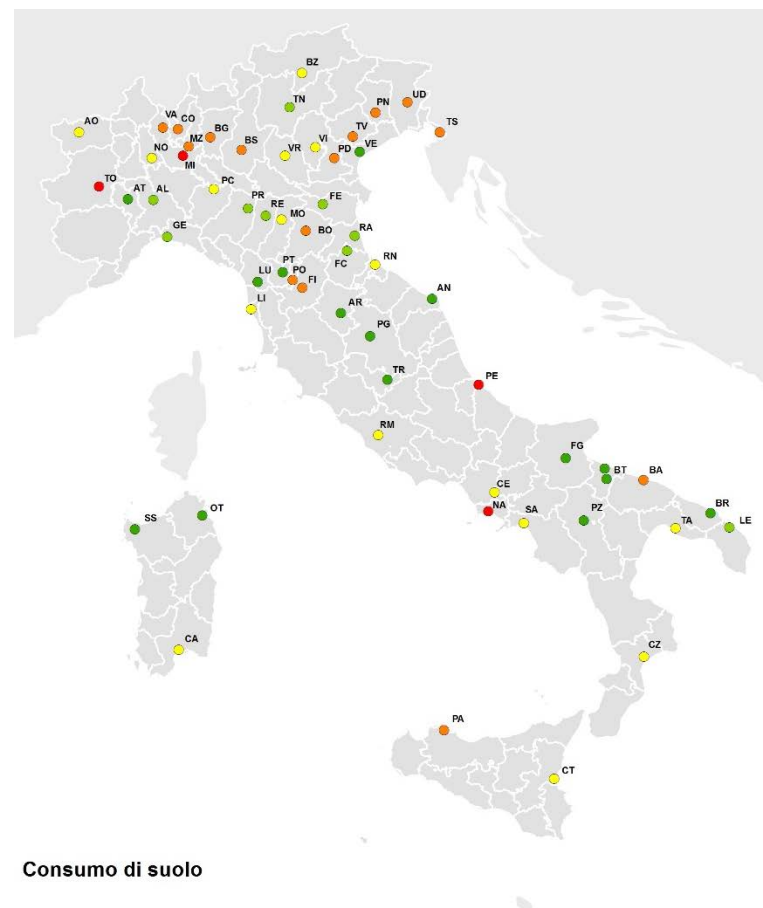 BZ
UD
TN
PN
VA
CO
AO
TS
TV
BG
MZ
BS
VI
NO
VR
PD
VE
MI
TO
PC
AT
AL
PR
RE
FE
MO
GE
BO
RA
FC
RN
PT
LU
PO
FI
LI
AR
AN
PG
TR
PE
RM
FG
BT
BA
CE
NA
SA
PZ
BR
TA
LE
OT
SS
CA
CZ
PA
CT
Consumo di suolo